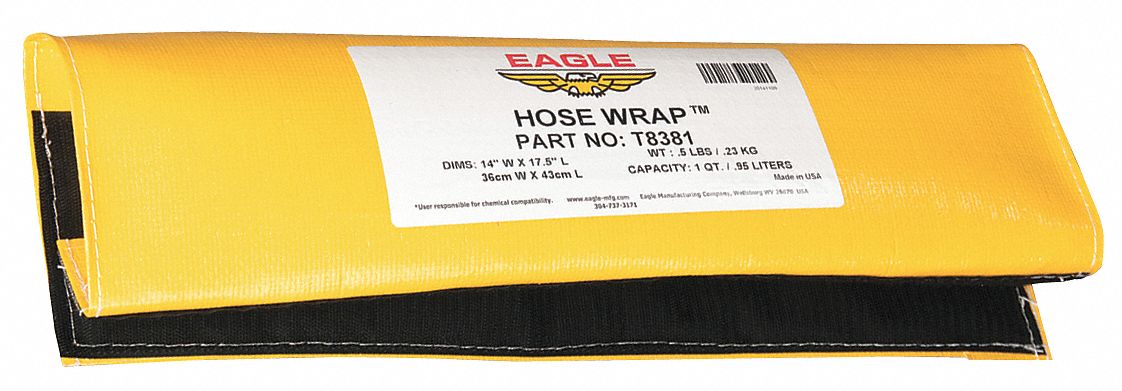 EAGLE
HOSE WRAP™
PART NO: T8381
DIMS: 14" W X 17.5" L
36cm W X 43cm L
WT : .5 LBS / .23 KG
CAPACITY: 1 QT. / .95 LITERS
Made in USA
*User responsible for chemical compatibility. www.eagle-mfg.com Eagle Manufacturing Company, Wellsburg WV 26070 USA
304-737-3171